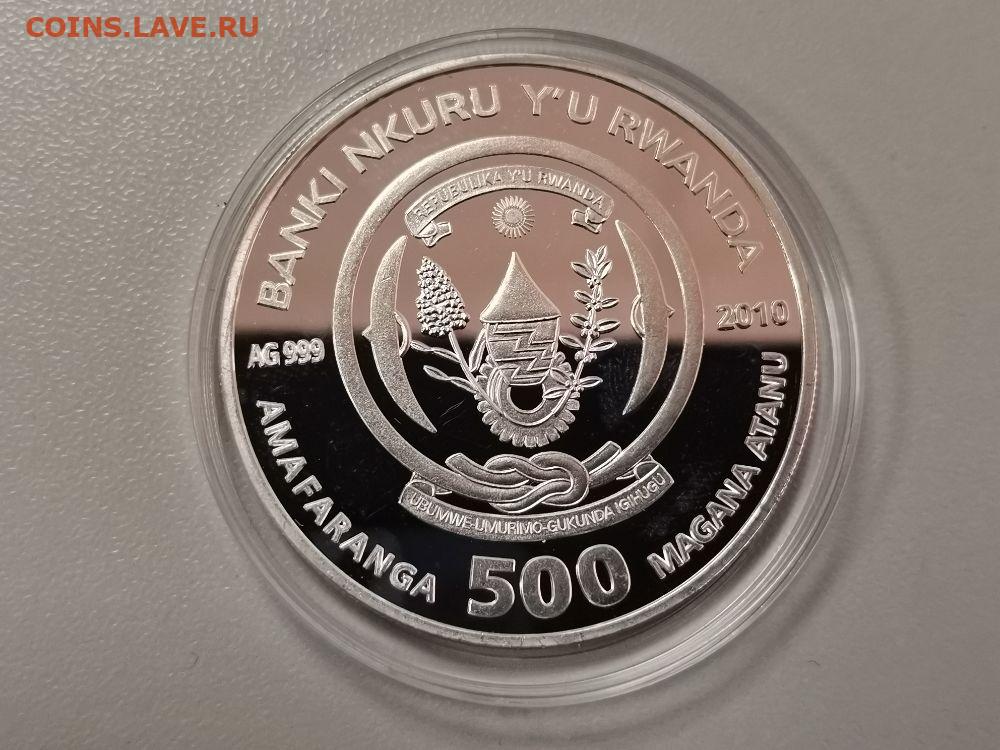 COINS.LAVE.RU
BANKI NKURU Y'U RWANDA
REPUBULIKA Y'U RWANDA
2010
AG 999
UBUMWE-UMURIMO-GUKUNDA IGIHUGU
AMAFARANGA 500 MAGANA ATANU